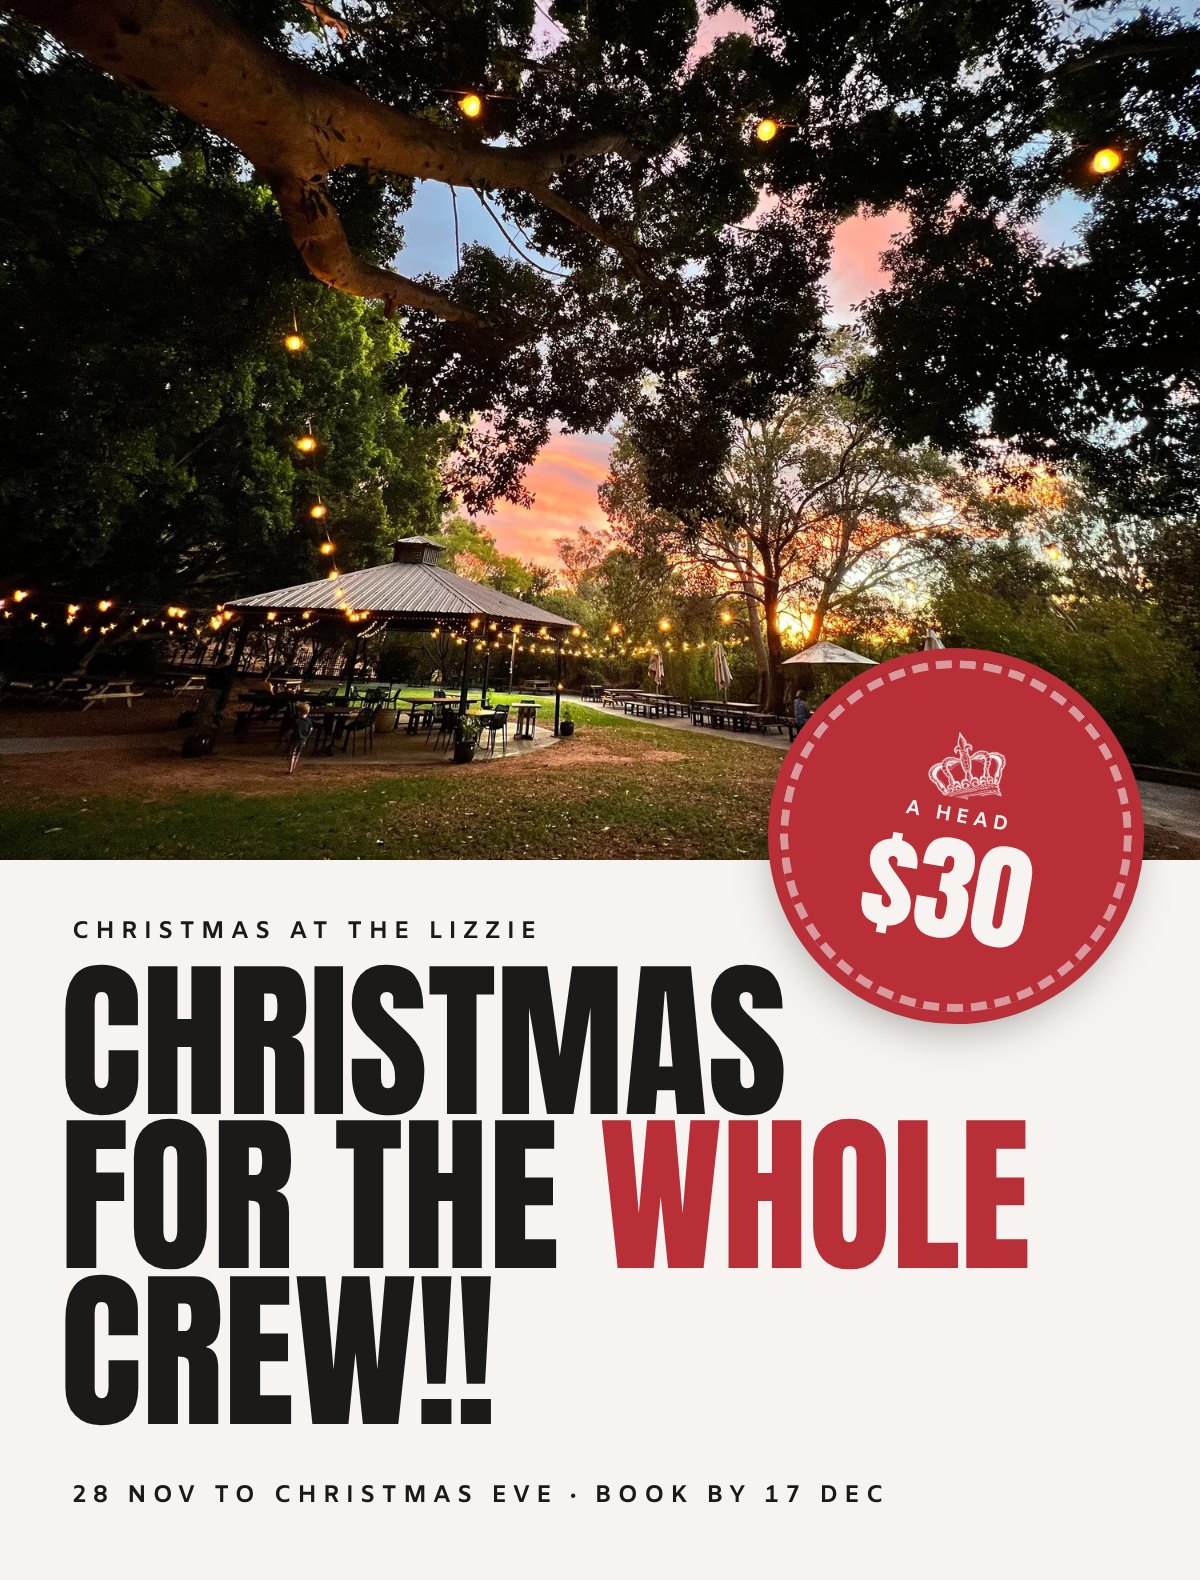 A HEAD
$30
CHRISTMAS AT THE LIZZIE
CHRISTMAS
FOR THE WHOLE
CREW!!
28 NOV TO CHRISTMAS EVE · BOOK BY 17 DEC